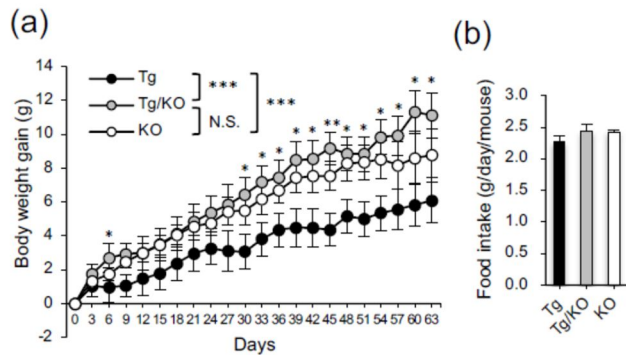 (a)
Body weight gain (g)
14
12
10
8
6
4
2
0
-2
Tg
Tg/KO
KO
***
N.S.
***
* * * * * * ** * * * * * *
0 3 6 9 12 15 18 21 24 27 30 33 36 39 42 45 48 51 54 57 60 63
Days
(b)
Food intake (g/day/mouse)
3.0
2.5
2.0
1.5
1.0
0.5
0
Tg
Tg/KO
KO